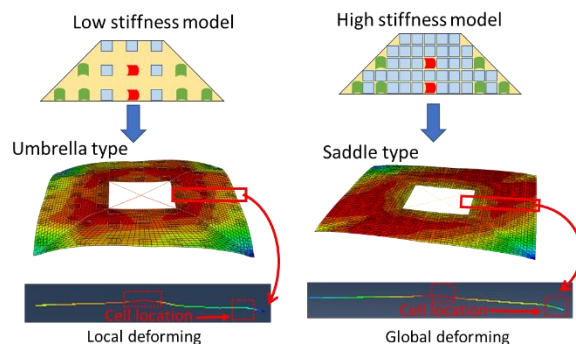 Low stiffness model
High stiffness model
Umbrella type
Saddle type
Cell location
Cell location
Local deforming
Global deforming